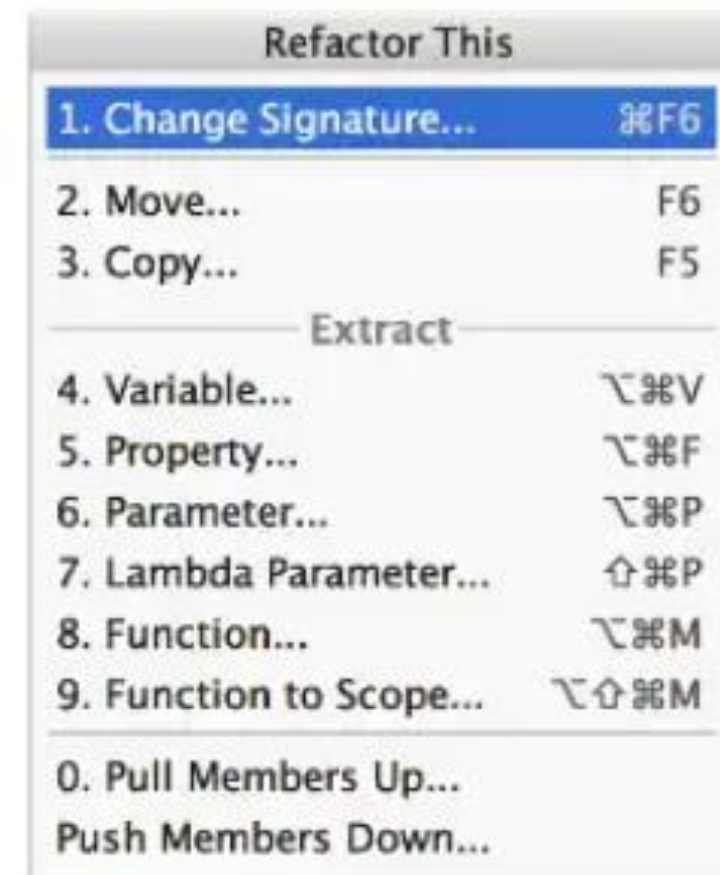 Refactor This
1. Change Signature... ⌘F6
2. Move... F6
3. Copy... F5
Extract
4. Variable... ⌥⌘V
5. Property... ⌥⌘F
6. Parameter... ⌥⌘P
7. Lambda Parameter... ⇧⌘P
8. Function... ⌥⌘M
9. Function to Scope... ⌥⇧⌘M
0. Pull Members Up...
Push Members Down...